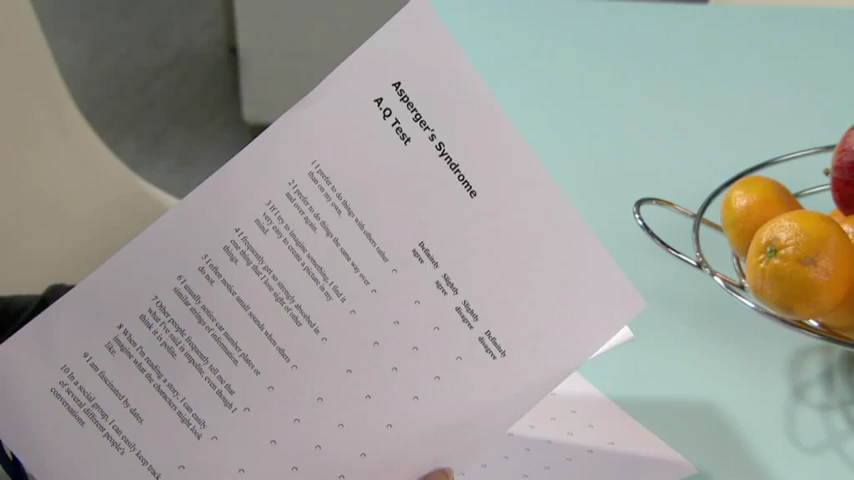 Asperger's Syndrome
A.Q Test
Definitely agree
Slightly agree
Slightly disagree
Definitely disagree
1 I prefer to do things with others rather
than on my own.
2 I prefer to do things the same way over
and over again.
3 If I try to imagine something, I find it
very easy to create a picture in my
mind.
4 I frequently get so strongly absorbed in
one thing that I lose sight of other
things.
5 I often notice small sounds when others
do not.
6 I usually notice car number plates or
similar strings of information.
7 Other people frequently tell me that
what I've said is impolite, even though I
think it is polite.
8 When I'm reading a story, I can easily
imagine what the characters might look
like.
9 I am fascinated by dates.
10 In a social group, I can easily keep track
of several different people's
conversations.